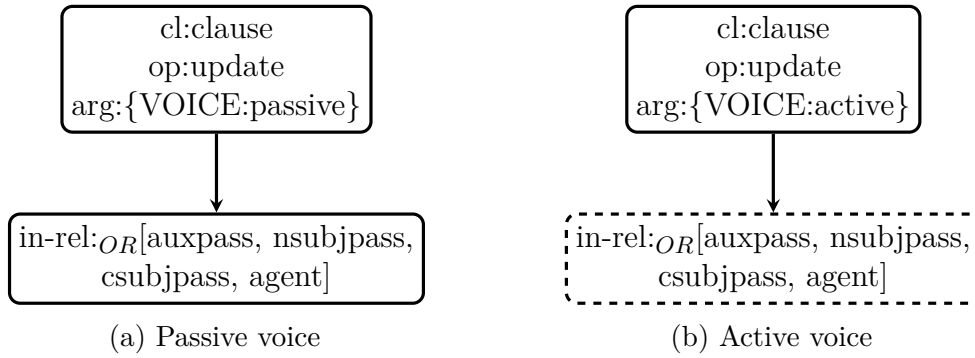 cl:clause
op:update
arg:{VOICE:passive}
in-rel:OR[auxpass, nsubjpass,
csubjpass, agent]
(a) Passive voice
cl:clause
op:update
arg:{VOICE:active}
in-rel:OR[auxpass, nsubjpass,
csubjpass, agent]
(b) Active voice